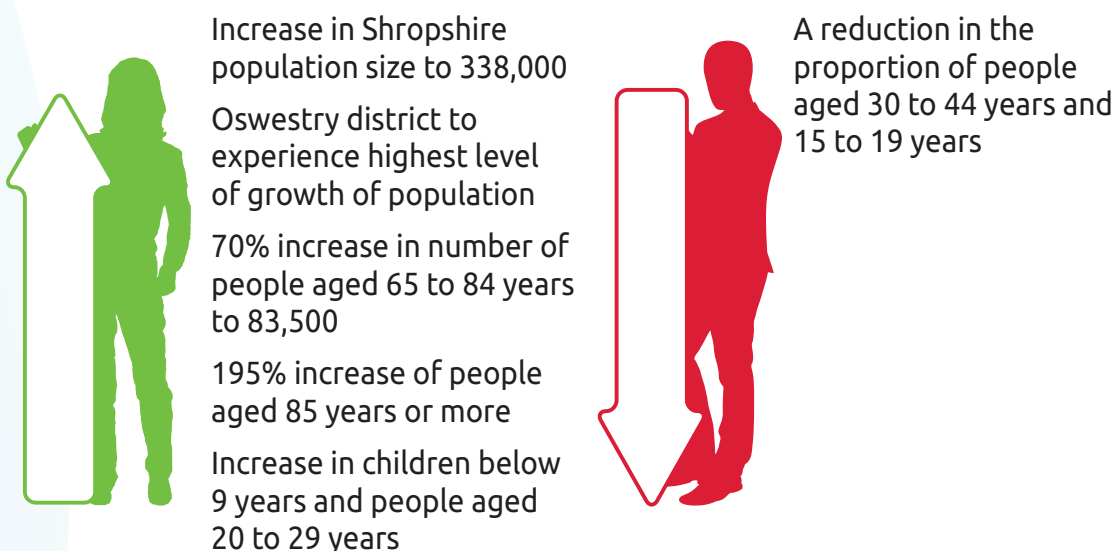 Increase in Shropshire
population size to 338,000
Oswestry district to
experience highest level
of growth of population
70% increase in number of
people aged 65 to 84 years
to 83,500
195% increase of people
aged 85 years or more
Increase in children below
9 years and people aged
20 to 29 years
A reduction in the
proportion of people
aged 30 to 44 years and
15 to 19 years